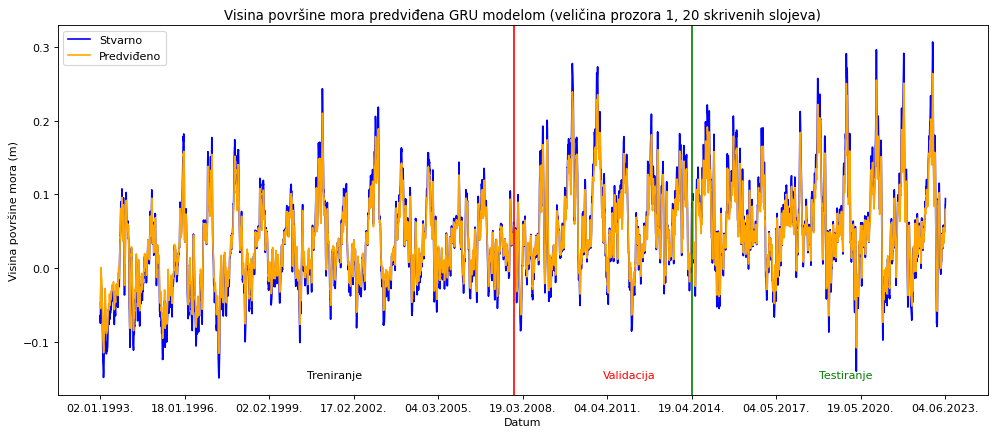 Visina površine mora predviđena GRU modelom (veličina prozora 1, 20 skrivenih slojeva)
Stvarno
Predviđeno
Visina površine mora (m)
0.3
0.2
0.1
0.0
−0.1
Treniranje
Validacija
Testiranje
02.01.1993. 18.01.1996. 02.02.1999. 17.02.2002. 04.03.2005. 19.03.2008. 04.04.2011. 19.04.2014. 04.05.2017. 19.05.2020. 04.06.2023.
Datum